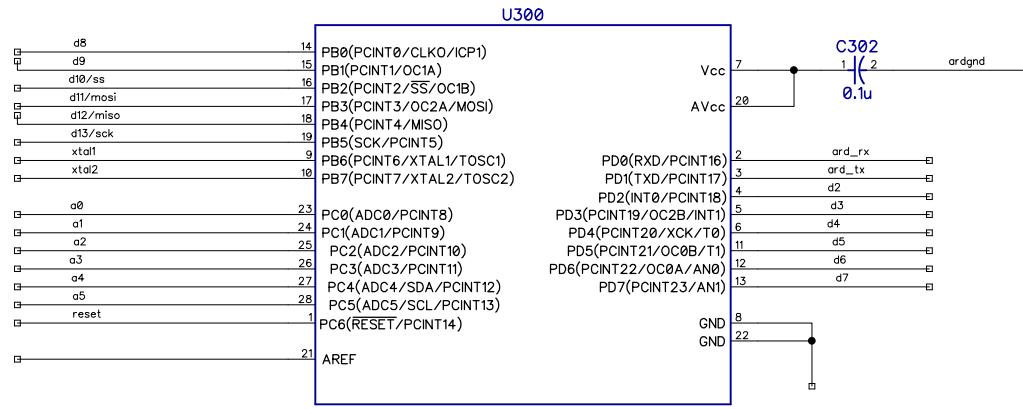 U300
d8 14 PB0(PCINT0/CLKO/ICP1)
d9 15 PB1(PCINT1/OC1A)
d10/ss 16 PB2(PCINT2/SS/OC1B)
d11/mosi 17 PB3(PCINT3/OC2A/MOSI)
d12/miso 18 PB4(PCINT4/MISO)
d13/sck 19 PB5(SCK/PCINT5)
xtal1 9 PB6(PCINT6/XTAL1/TOSC1)
xtal2 10 PB7(PCINT7/XTAL2/TOSC2)
a0 23 PC0(ADC0/PCINT8)
a1 24 PC1(ADC1/PCINT9)
a2 25 PC2(ADC2/PCINT10)
a3 26 PC3(ADC3/PCINT11)
a4 27 PC4(ADC4/SDA/PCINT12)
a5 28 PC5(ADC5/SCL/PCINT13)
reset 1 PC6(RESET/PCINT14)
21 AREF
Vcc 7
AVcc 20
C302
1 2 ardgnd
0.1u
PD0(RXD/PCINT16) 2 ard_rx
PD1(TXD/PCINT17) 3 ard_tx
PD2(INT0/PCINT18) 4 d2
PD3(PCINT19/OC2B/INT1) 5 d3
PD4(PCINT20/XCK/T0) 6 d4
PD5(PCINT21/OC0B/T1) 11 d5
PD6(PCINT22/OC0A/AN0) 12 d6
PD7(PCINT23/AN1) 13 d7
GND 8
GND 22